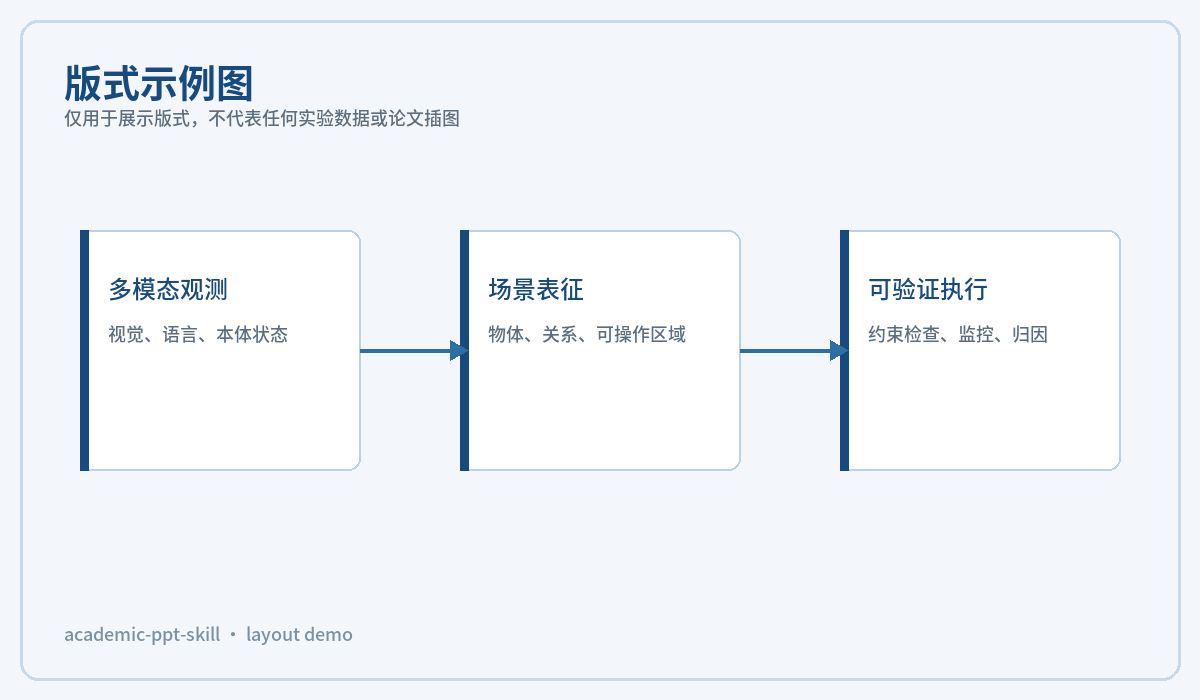 版式示例图
仅用于展示版式，不代表任何实验数据或论文插图
多模态观测
视觉、语言、本体状态
场景表征
物体、关系、可操作区域
可验证执行
约束检查、监控、归因
academic-ppt-skill · layout demo